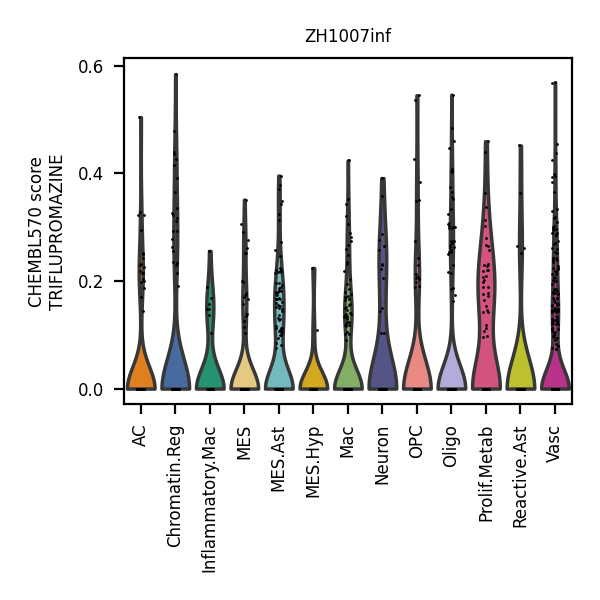 ZH1007inf
CHEMBL570 score
TRIFLUPROMAZINE
0.6
0.4
0.2
0.0
AC
Chromatin.Reg
Inflammatory.Mac
MES
MES.Ast
MES.Hyp
Mac
Neuron
OPC
Oligo
Prolif.Metab
Reactive.Ast
Vasc